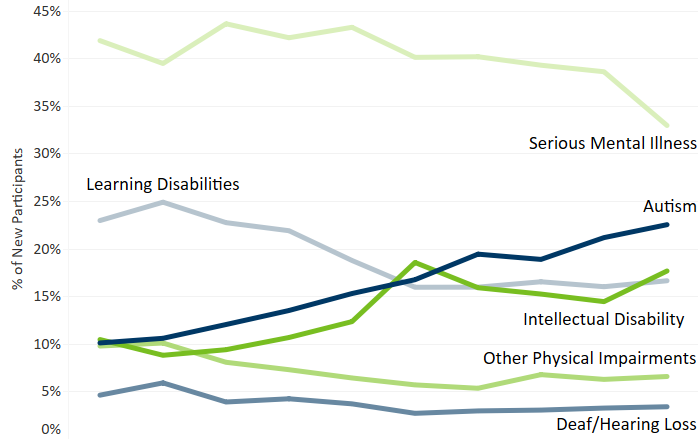 45%
40%
35%
30%
25%
20%
15%
10%
5%
0%
% of New Participants
Serious Mental Illness
Learning Disabilities
Autism
Intellectual Disability
Other Physical Impairments
Deaf/Hearing Loss